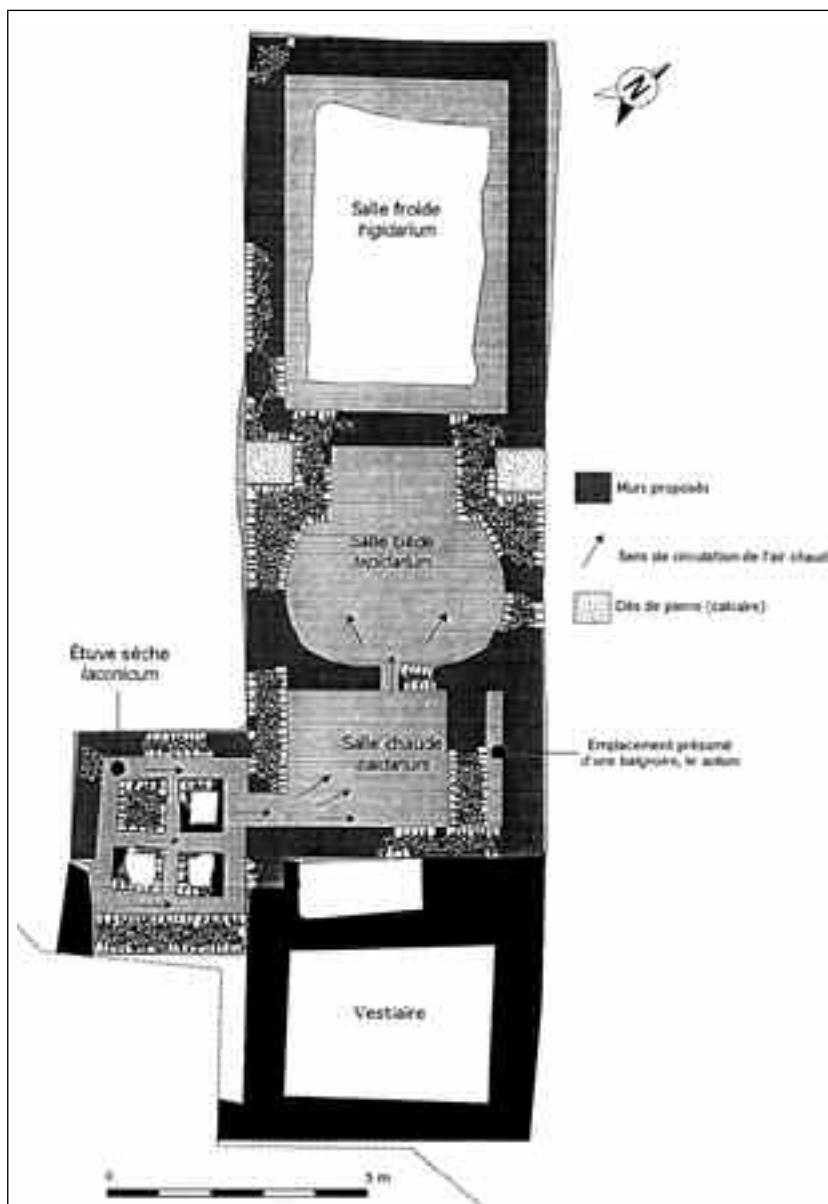 N
Salle froide
frigidarium
Murs proposés
Salle tiède
tepidarium
Sens de circulation de l'air chaud
Dés de pierre (calcaire)
Étuve sèche
laconicum
Salle chaude
caldarium
Emplacement présumé
d'une baignoire, le
Vestiaire
0
5 m